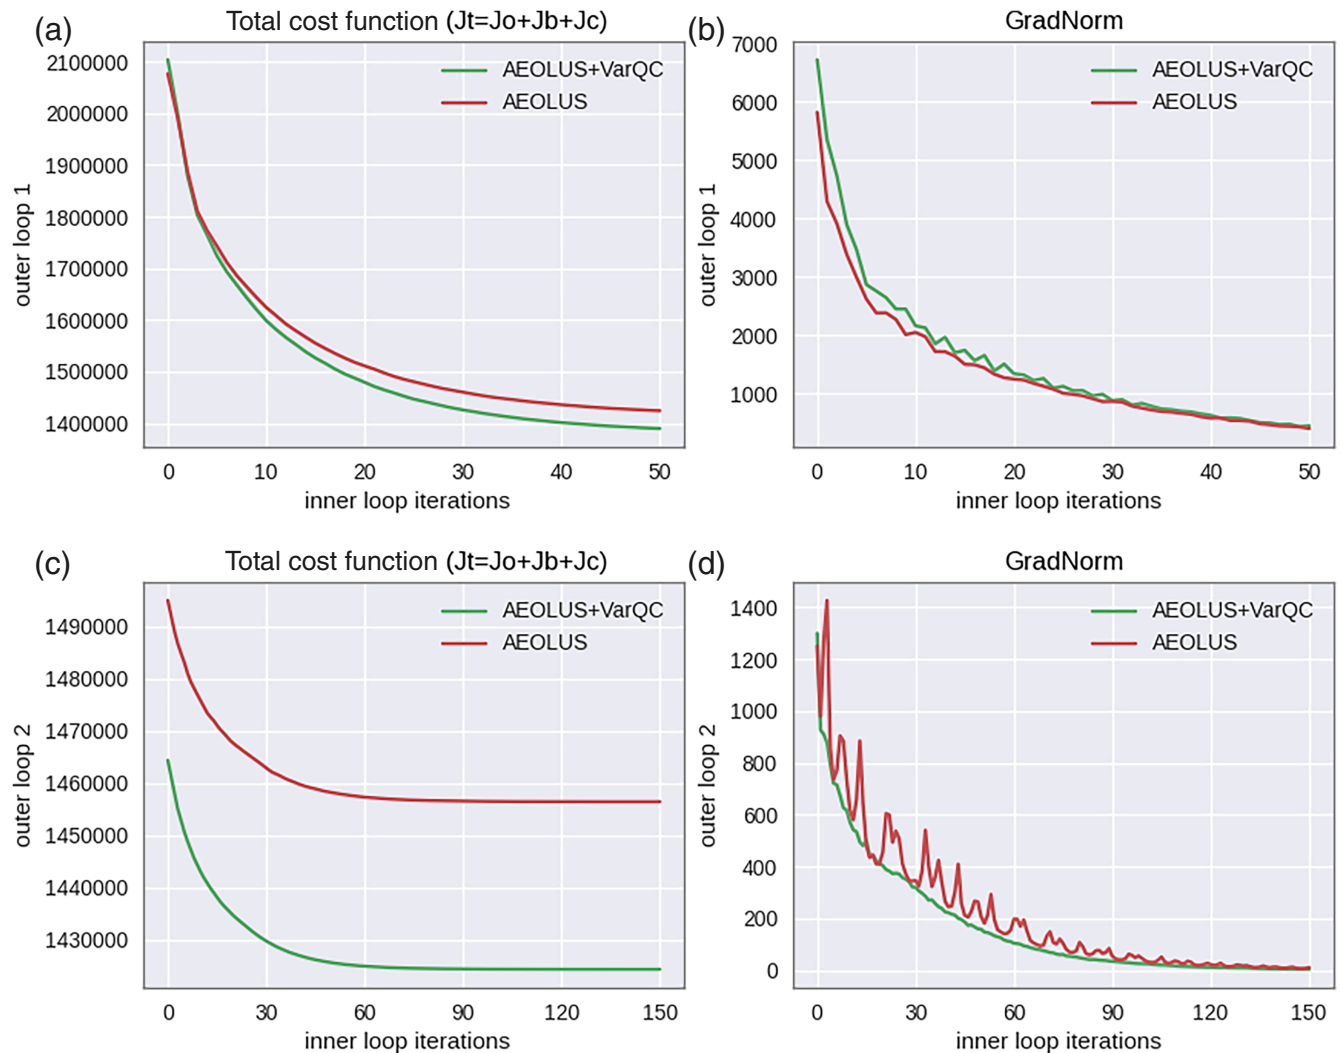 (a) Total cost function (Jt=Jo+Jb+Jc)
2100000
2000000
1900000
1800000
1700000
1600000
1500000
1400000
outer loop 1
AEOLUS+VarQC
AEOLUS
0 10 20 30 40 50
inner loop iterations
(b) GradNorm
7000
6000
5000
4000
3000
2000
1000
outer loop 1
AEOLUS+VarQC
AEOLUS
0 10 20 30 40 50
inner loop iterations
(c) Total cost function (Jt=Jo+Jb+Jc)
1490000
1480000
1470000
1460000
1450000
1440000
1430000
outer loop 2
AEOLUS+VarQC
AEOLUS
0 30 60 90 120 150
inner loop iterations
(d) GradNorm
1400
1200
1000
800
600
400
200
0
outer loop 2
AEOLUS+VarQC
AEOLUS
0 30 60 90 120 150
inner loop iterations